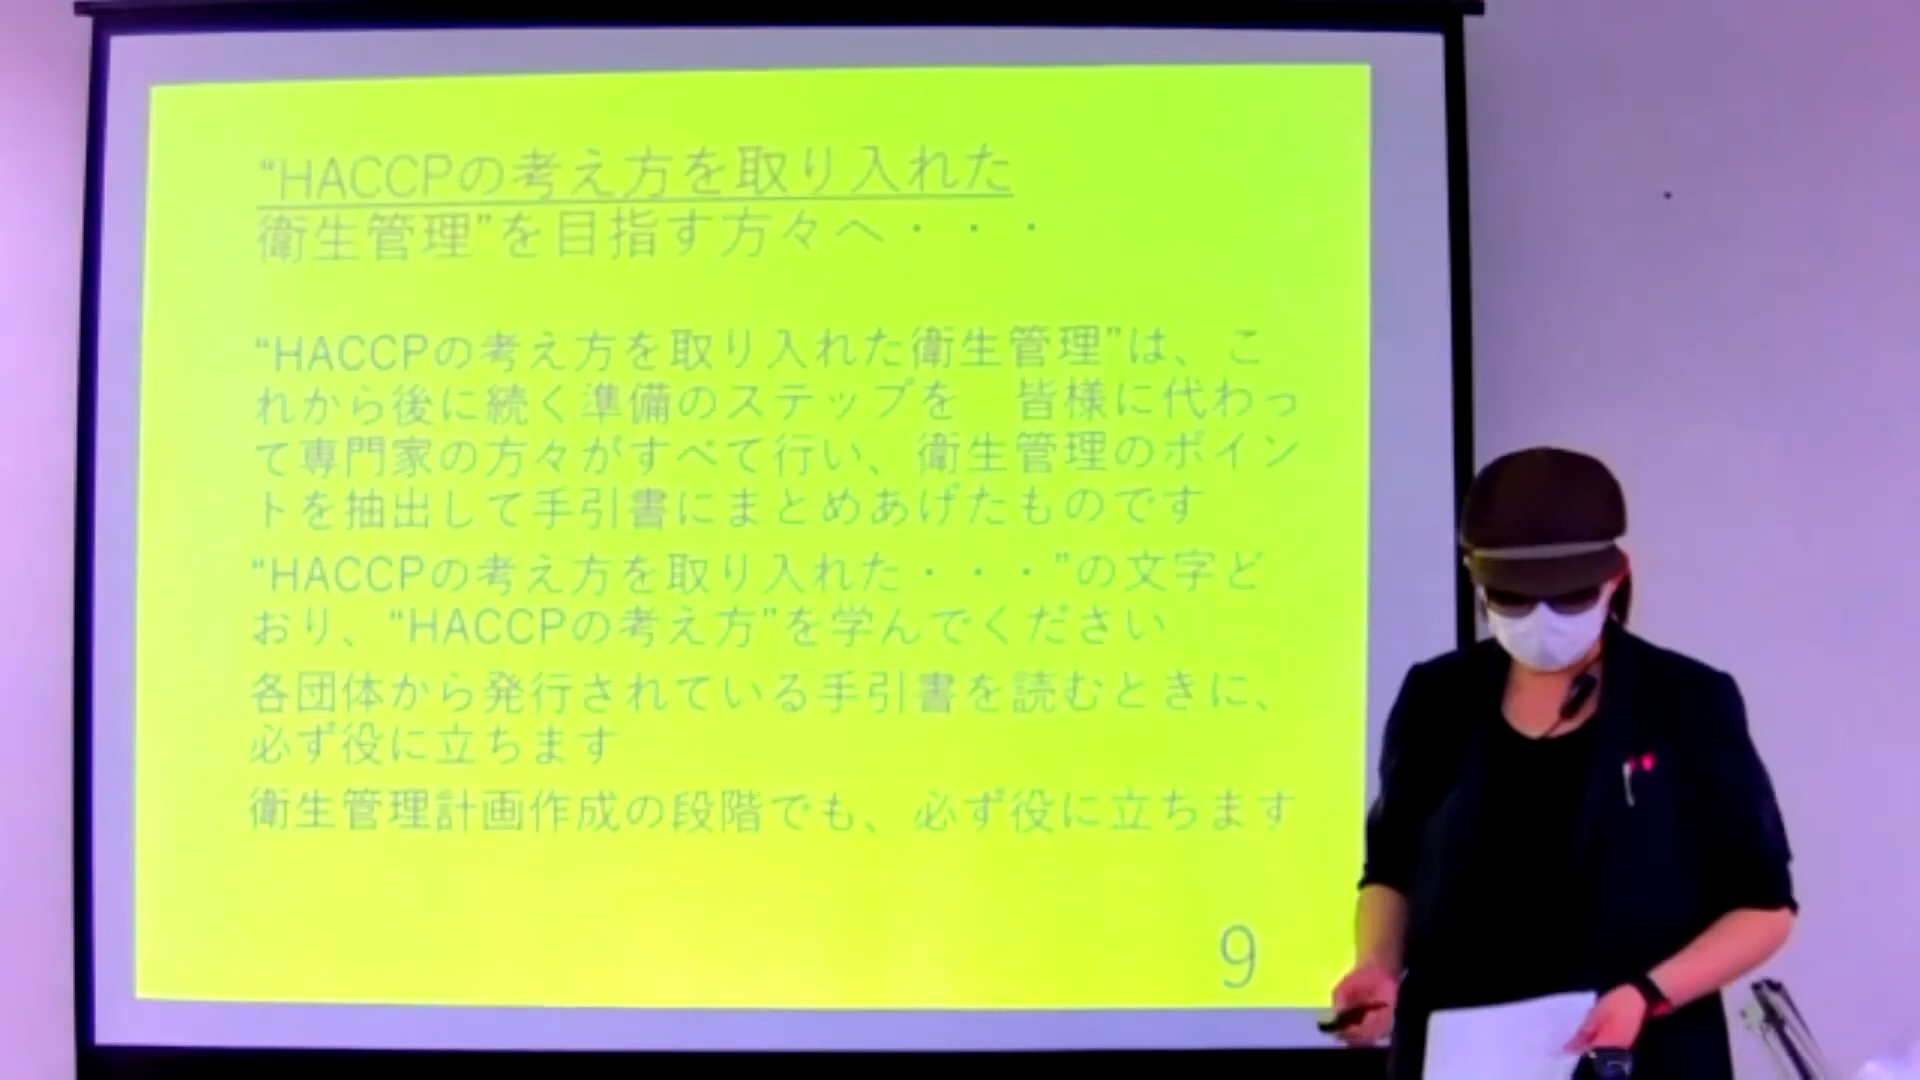 “HACCPの考え方を取り入れた
衛生管理”を目指す方々へ・・・
“HACCPの考え方を取り入れた衛生管理”は、こ
れから後に続く準備のステップを　皆様に代わっ
て専門家の方々がすべて行い、衛生管理のポイン
トを抽出して手引書にまとめあげたものです
“HACCPの考え方を取り入れた・・・”の文字ど
おり、“HACCPの考え方”を学んでください
各団体から発行されている手引書を読むときに、
必ず役に立ちます
衛生管理計画作成の段階でも、必ず役に立ちます
9